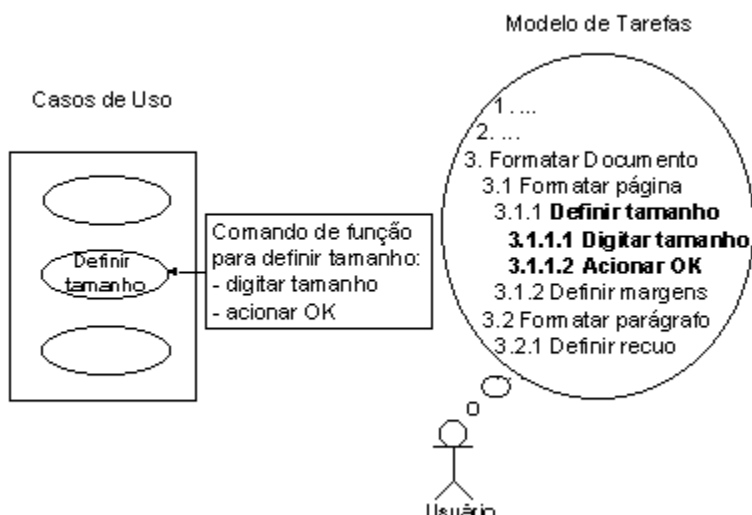 Modelo de Tarefas
Casos de Uso
1. ...
2. ...
3. Formatar Documento
3.1 Formatar página
3.1.1 Definir tamanho
3.1.1.1 Digitar tamanho
3.1.1.2 Acionar OK
3.1.2 Definir margens
3.2 Formatar parágrafo
3.2.1 Definir recuo
Definir
tamanho
Comando de função
para definir tamanho:
- digitar tamanho
- acionar OK
Usuário